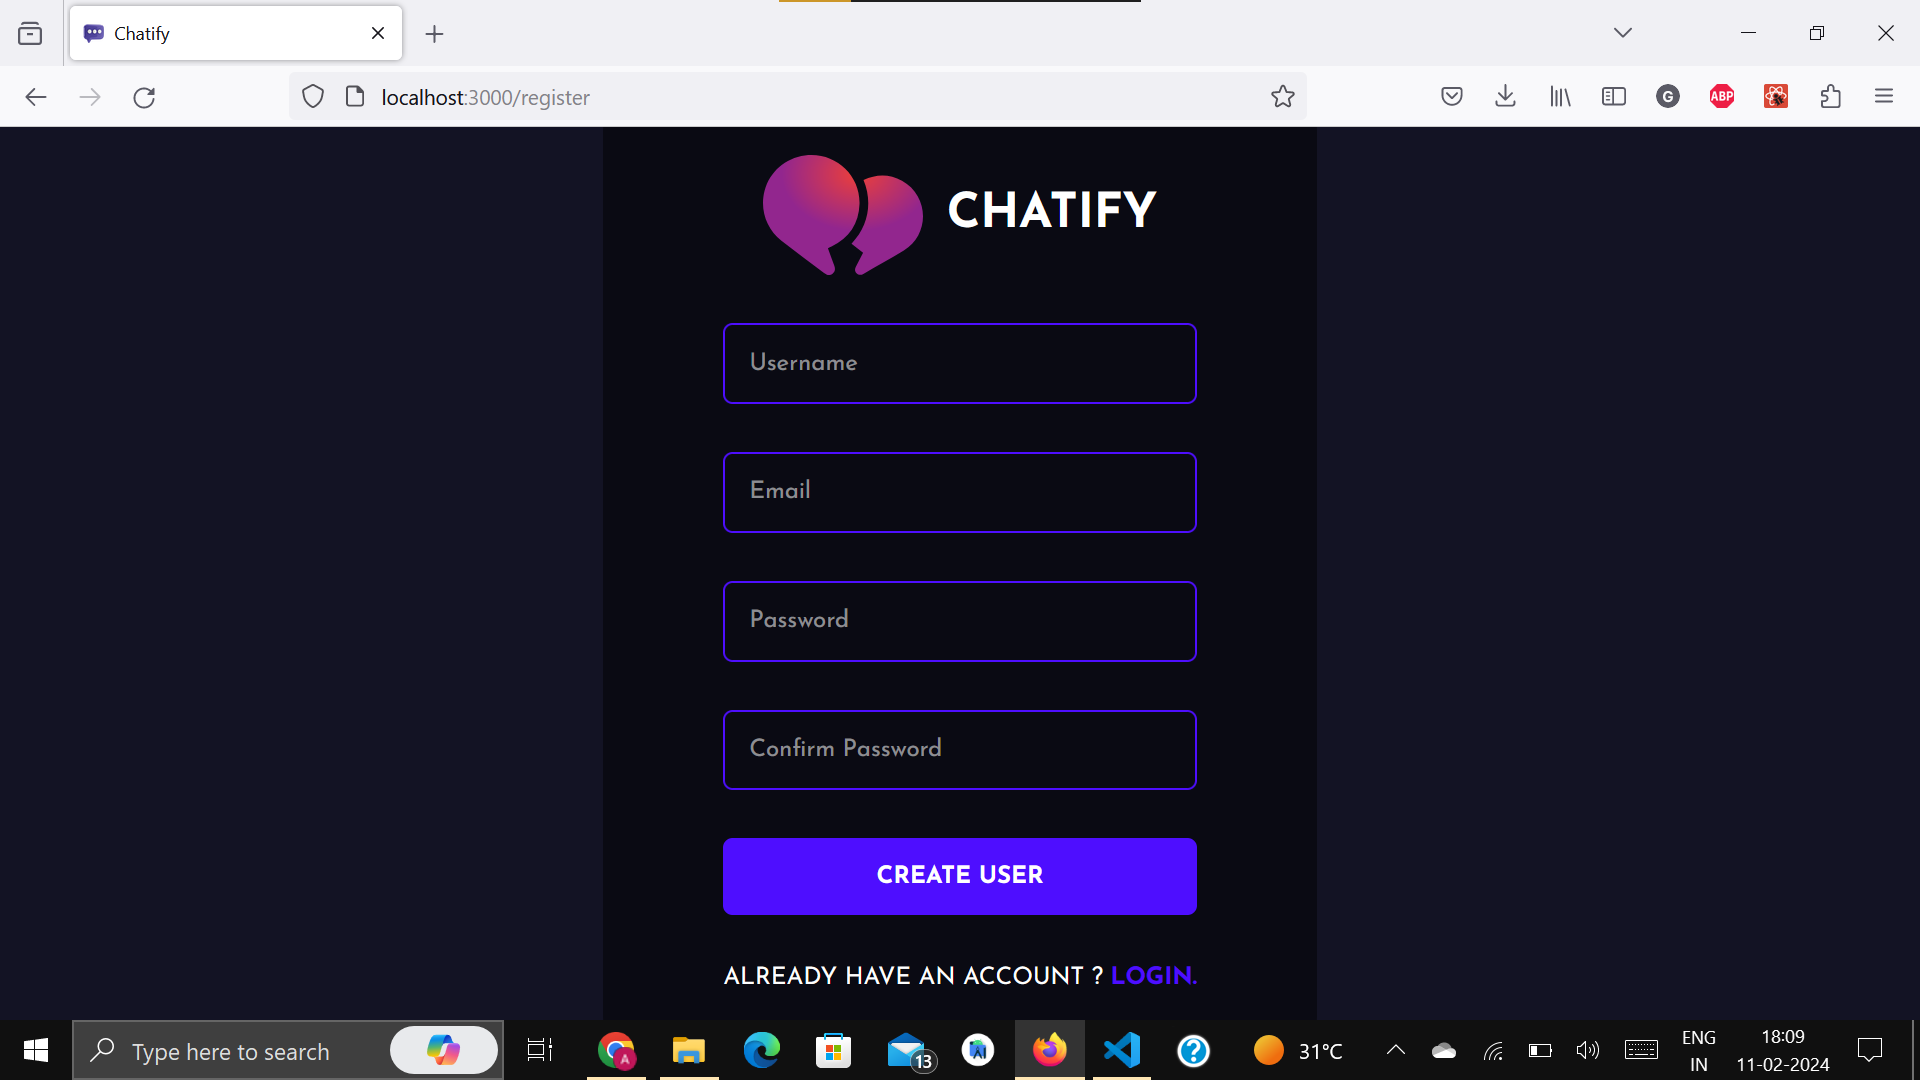 Chatify
localhost:3000/register
G
ABP
CHATIFY
Username
Email
Password
Confirm Password
CREATE USER
ALREADY HAVE AN ACCOUNT ? LOGIN.
Type here to search
A
13
?
31°C
ENG
IN
18:09
11-02-2024